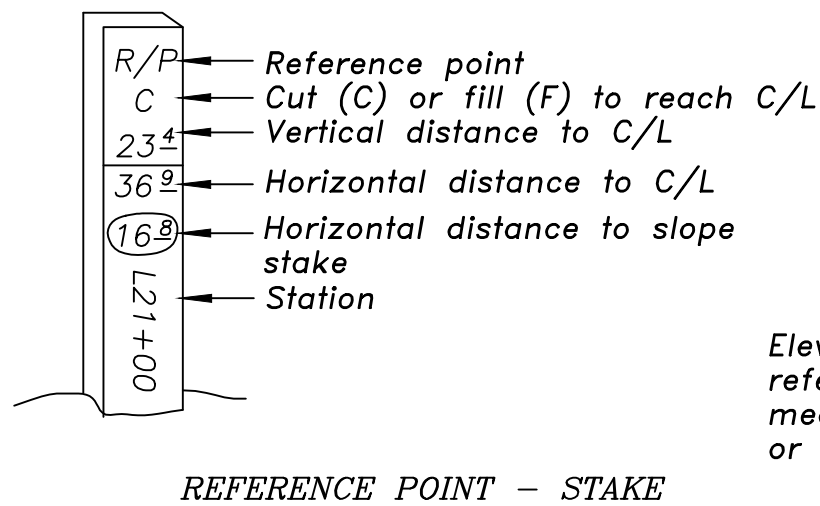 R/P
Reference point
C
Cut (C) or fill (F) to reach C/L
23 4
Vertical distance to C/L
36 9
Horizontal distance to C/L
16 8
Horizontal distance to slope
stake
L21+00
Station
REFERENCE POINT - STAKE
or